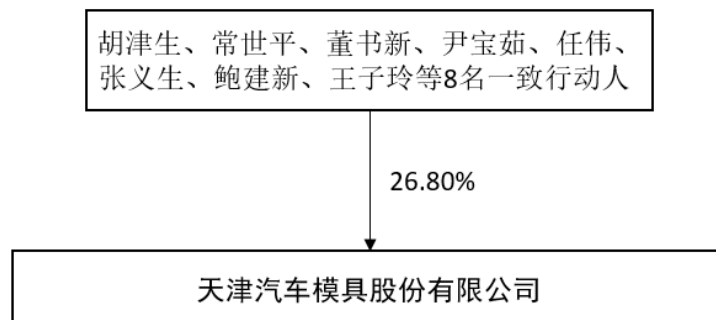 胡津生、常世平、董书新、尹宝茹、任伟、
张义生、鲍建新、王子玲等8名一致行动人
26.80%
天津汽车模具股份有限公司